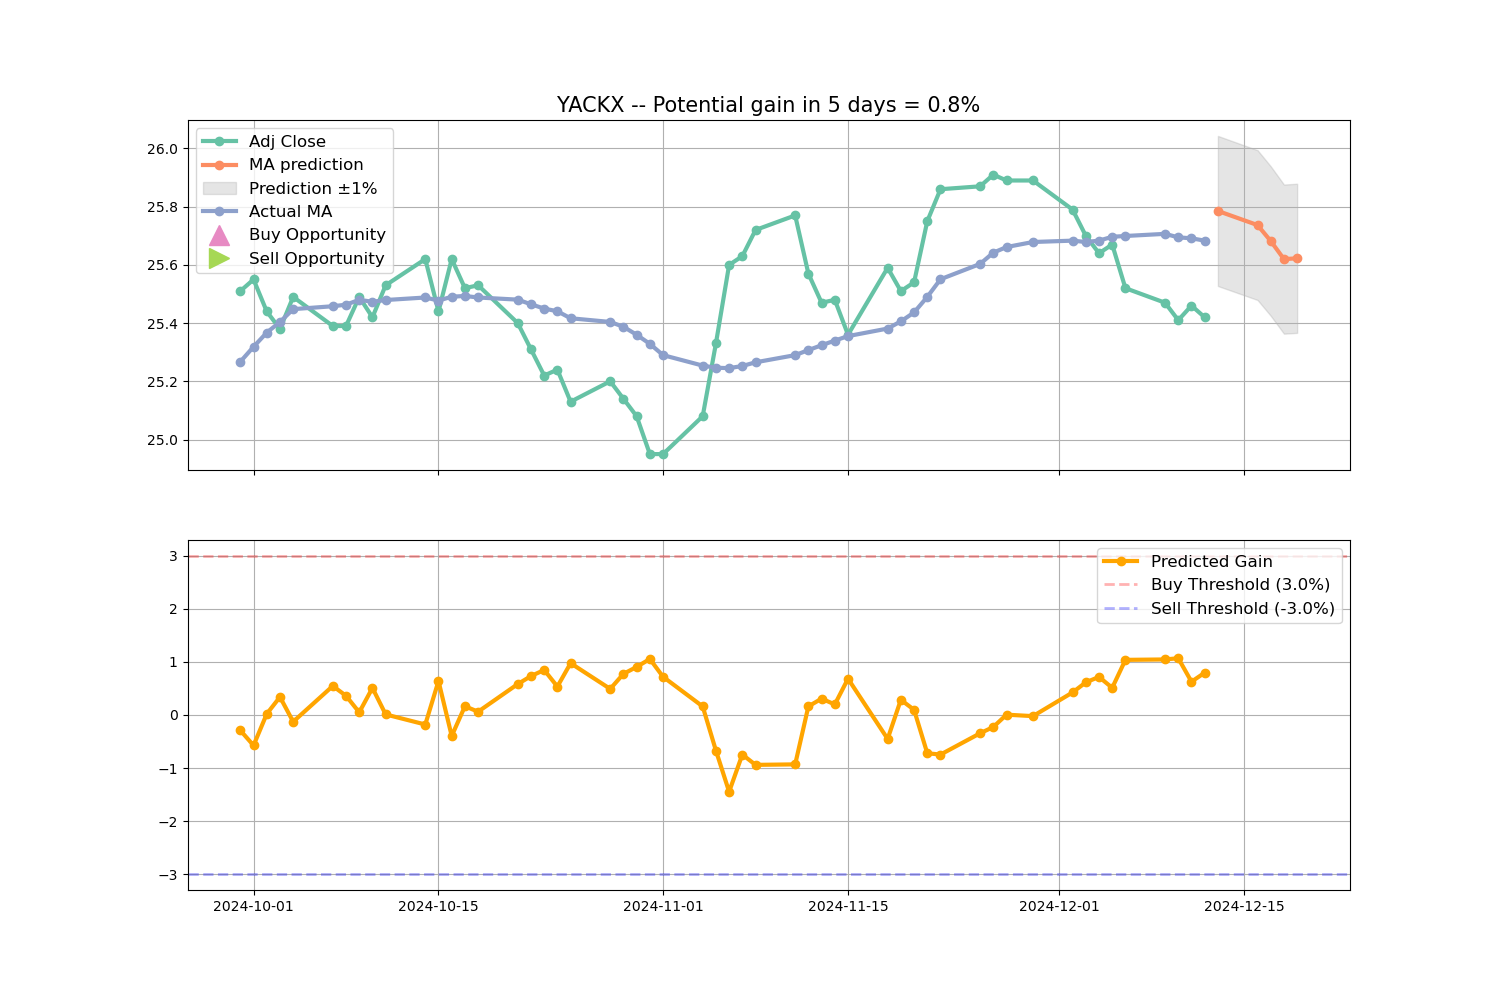 YACKX -- Potential gain in 5 days = 0.8%
26.0
25.8
25.6
25.4
25.2
25.0
Adj Close
MA prediction
Prediction ±1%
Actual MA
Buy Opportunity
Sell Opportunity
3
2
1
0
−1
−2
−3
Predicted Gain
Buy Threshold (3.0%)
Sell Threshold (-3.0%)
2024-10-01
2024-10-15
2024-11-01
2024-11-15
2024-12-01
2024-12-15